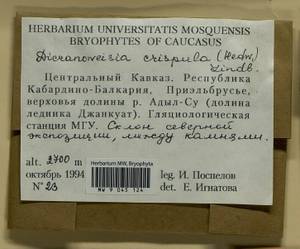 HERBARIUM UNIVERSITATIS MOSQUENSIS
BRYOPHYTES OF CAUCASUS
Dicranoweisia crispula (Hedw.)
Lindb.
Центральный Кавказ. Республика
Кабардино-Балкария, Приэльбрусье,
верховья долины р. Адыл-Су (долина
ледника Джанкуат). Гляциологическая
станция МГУ. Склон северной
экспозиции, между камнями.
alt. 2700 m
Herbarium MW, Bryophyta
октябрь 1994
leg. И. Поспелов
MW 9043124
N° 23
det. Е. Игнатова